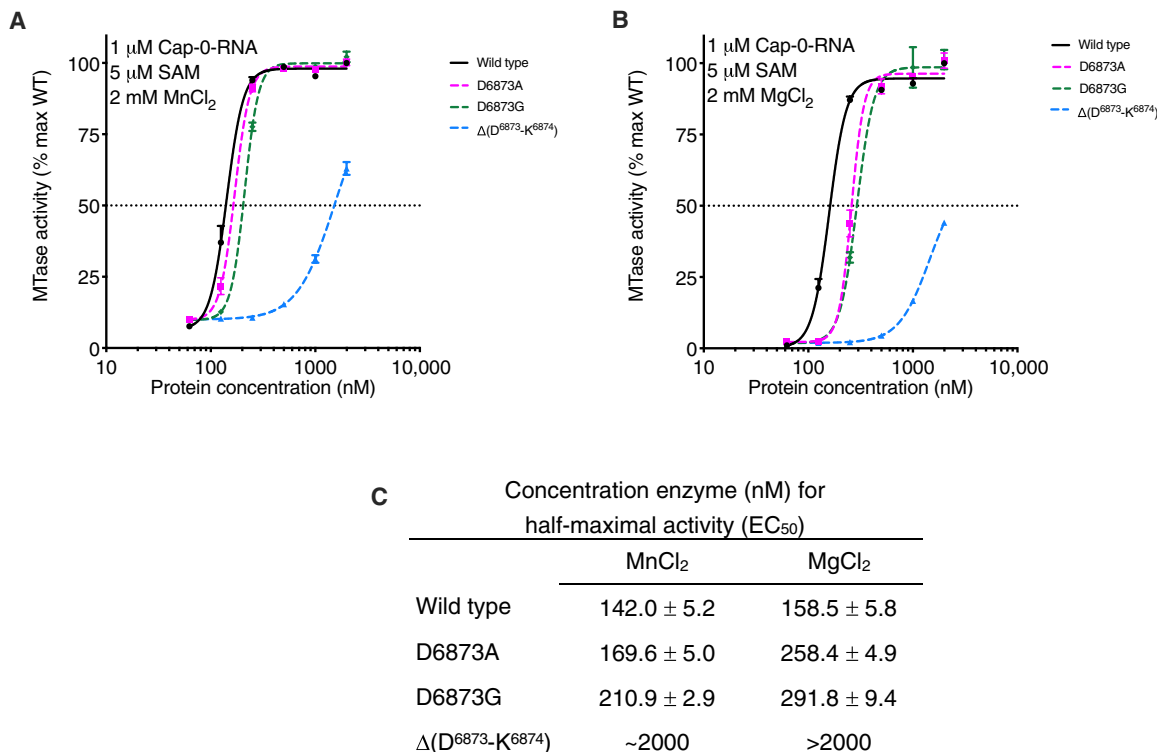 A
1 μM Cap-0-RNA
5 μM SAM
2 mM MnCl₂
Wild type
D6873A
D6873G
Δ(D⁶⁸⁷³-K⁶⁸⁷⁴)
MTase activity (% max WT)
100
75
50
25
0
10
100
1000
10,000
Protein concentration (nM)
B
1 μM Cap-0-RNA
5 μM SAM
2 mM MgCl₂
Wild type
D6873A
D6873G
Δ(D⁶⁸⁷³-K⁶⁸⁷⁴)
MTase activity (% max WT)
100
75
50
25
0
10
100
1000
10,000
Protein concentration (nM)
C
Concentration enzyme (nM) for
half-maximal activity (EC₅₀)
MnCl₂ MgCl₂
Wild type 142.0 ± 5.2 158.5 ± 5.8
D6873A 169.6 ± 5.0 258.4 ± 4.9
D6873G 210.9 ± 2.9 291.8 ± 9.4
Δ(D⁶⁸⁷³-K⁶⁸⁷⁴) ~2000 >2000